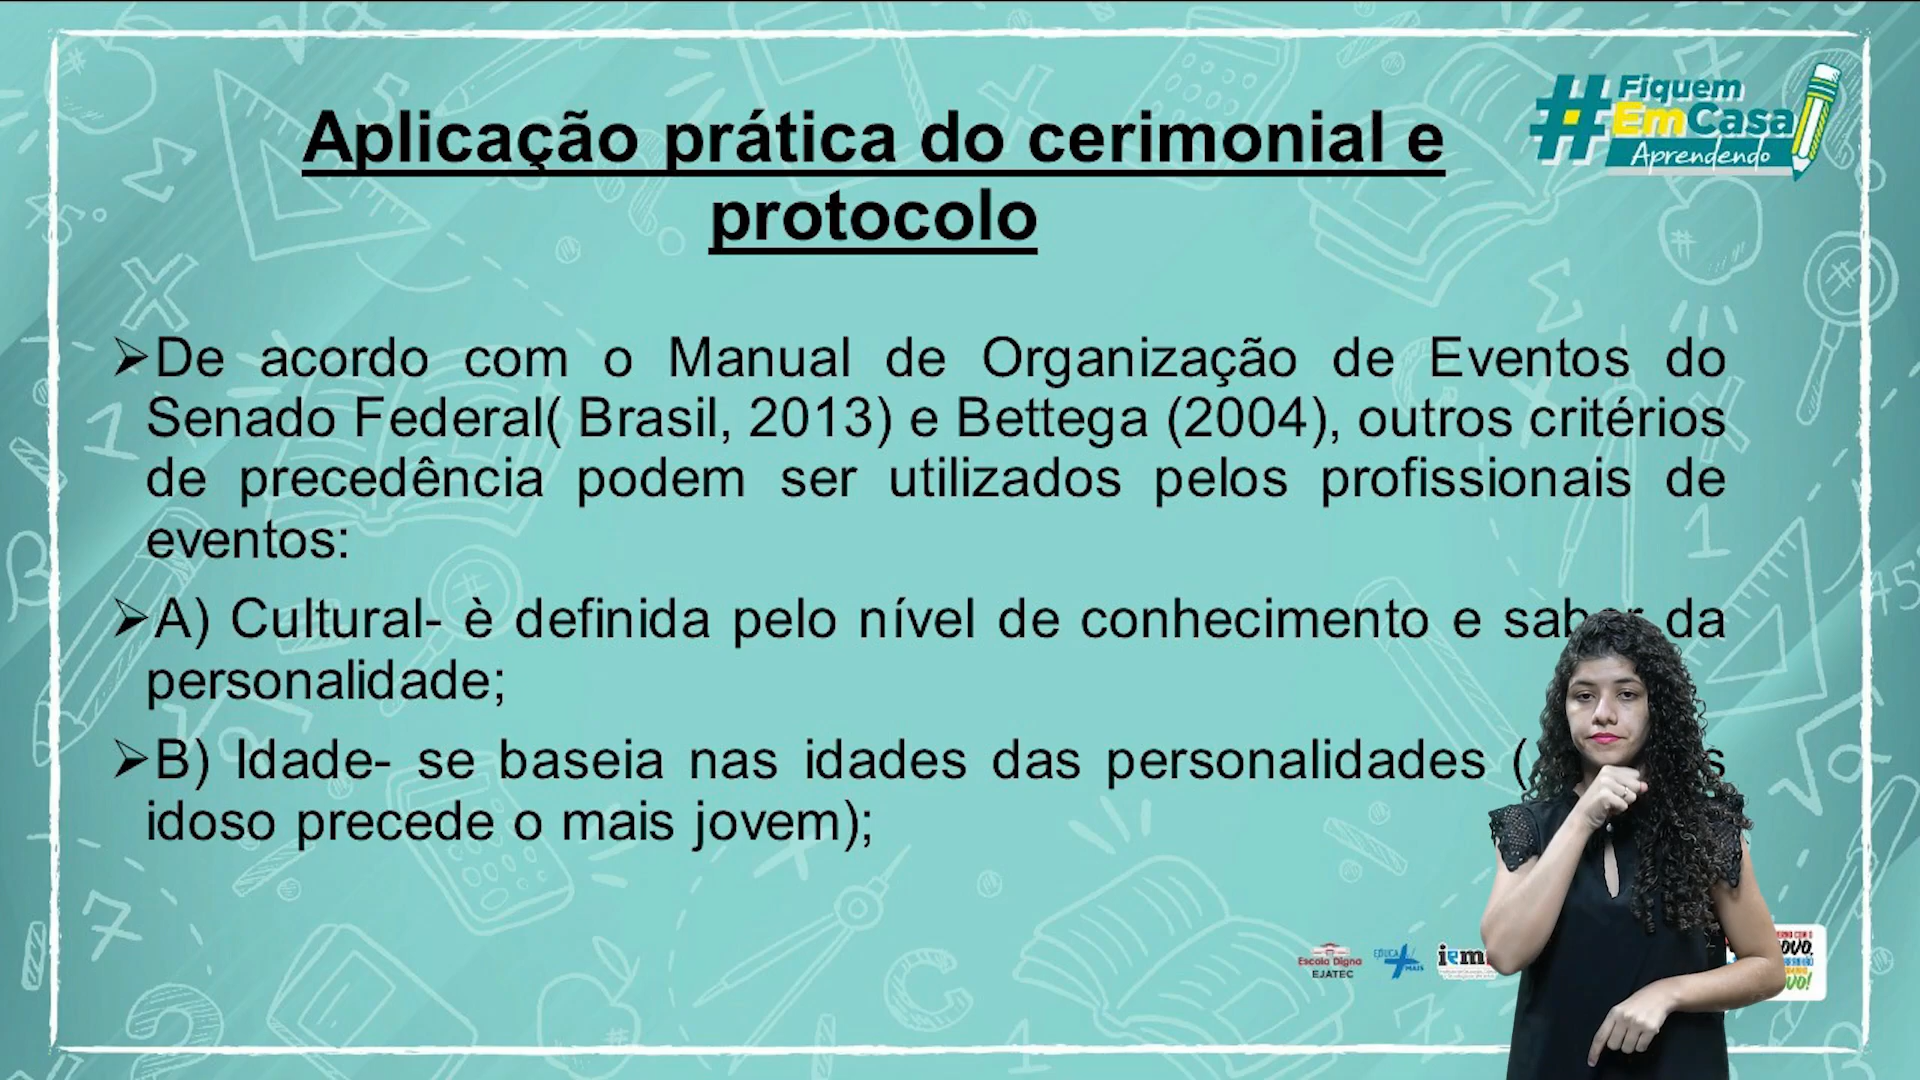 #Fiquem
EmCasa
Aprendendo
Aplicação prática do cerimonial e
protocolo
➢De acordo com o Manual de Organização de Eventos do
Senado Federal( Brasil, 2013) e Bettega (2004), outros critérios
de precedência podem ser utilizados pelos profissionais de
eventos:
➢A) Cultural- è definida pelo nível de conhecimento e da
personalidade;
➢B) Idade- se baseia nas idades das personalidades (
idoso precede o mais jovem);
Escola Digna
EJATEC
EDUCA
MAIS